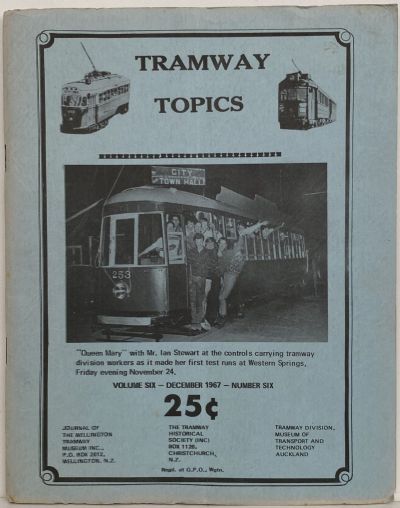 TRAMWAY
TOPICS
CITY
TOWN HALL
253
"Queen Mary" with Mr, Ian Stewart at the controls carrying tramway
division workers as it made her first test runs at Western Springs,
Friday evening November 24,
VOLUME SIX – DECEMBER 1967 – NUMBER SIX
25¢
JOURNAL OF
THE WELLINGTON
TRAMWAY
MUSEUM INC.,
P.O. BOX 2012,
WELLINGTON, N.Z.
THE TRAMWAY
HISTORICAL
SOCIETY (INC)
BOX 1126,
CHRISTCHURCH,
N.Z.
TRAMWAY DIVISION,
MUSEUM OF
TRANSPORT AND
TECHNOLOGY
AUCKLAND
Regd. at G.P.O., Wgtn.